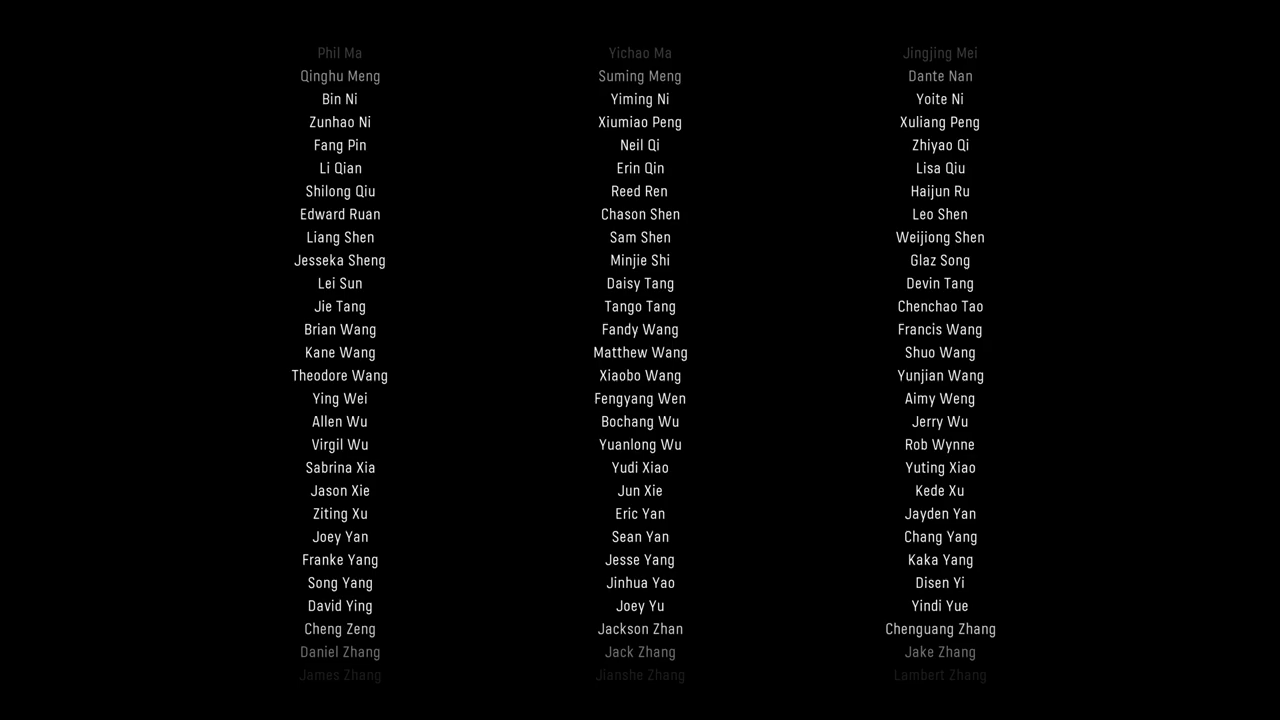 Phil Ma Yichao Ma Jingjing Mei
Qinghu Meng Suming Meng Dante Nan
Bin Ni Yiming Ni Yoite Ni
Zunhao Ni Xiumiao Peng Xuliang Peng
Fang Pin Neil Qi Zhiyao Qi
Li Qian Erin Qin Lisa Qiu
Shilong Qiu Reed Ren Haijun Ru
Edward Ruan Chason Shen Leo Shen
Liang Shen Sam Shen Weijiong Shen
Jesseka Sheng Minjie Shi Glaz Song
Lei Sun Daisy Tang Devin Tang
Jie Tang Tango Tang Chenchao Tao
Brian Wang Fandy Wang Francis Wang
Kane Wang Matthew Wang Shuo Wang
Theodore Wang Xiaobo Wang Yunjian Wang
Ying Wei Fengyang Wen Aimy Weng
Allen Wu Bochang Wu Jerry Wu
Virgil Wu Yuanlong Wu Rob Wynne
Sabrina Xia Yudi Xiao Yuting Xiao
Jason Xie Jun Xie Kede Xu
Ziting Xu Eric Yan Jayden Yan
Joey Yan Sean Yan Chang Yang
Franke Yang Jesse Yang Kaka Yang
Song Yang Jinhua Yao Disen Yi
David Ying Joey Yu Yindi Yue
Cheng Zeng Jackson Zhan Chenguang Zhang
Daniel Zhang Jack Zhang Jake Zhang
James Zhang Jianshe Zhang Lambert Zhang